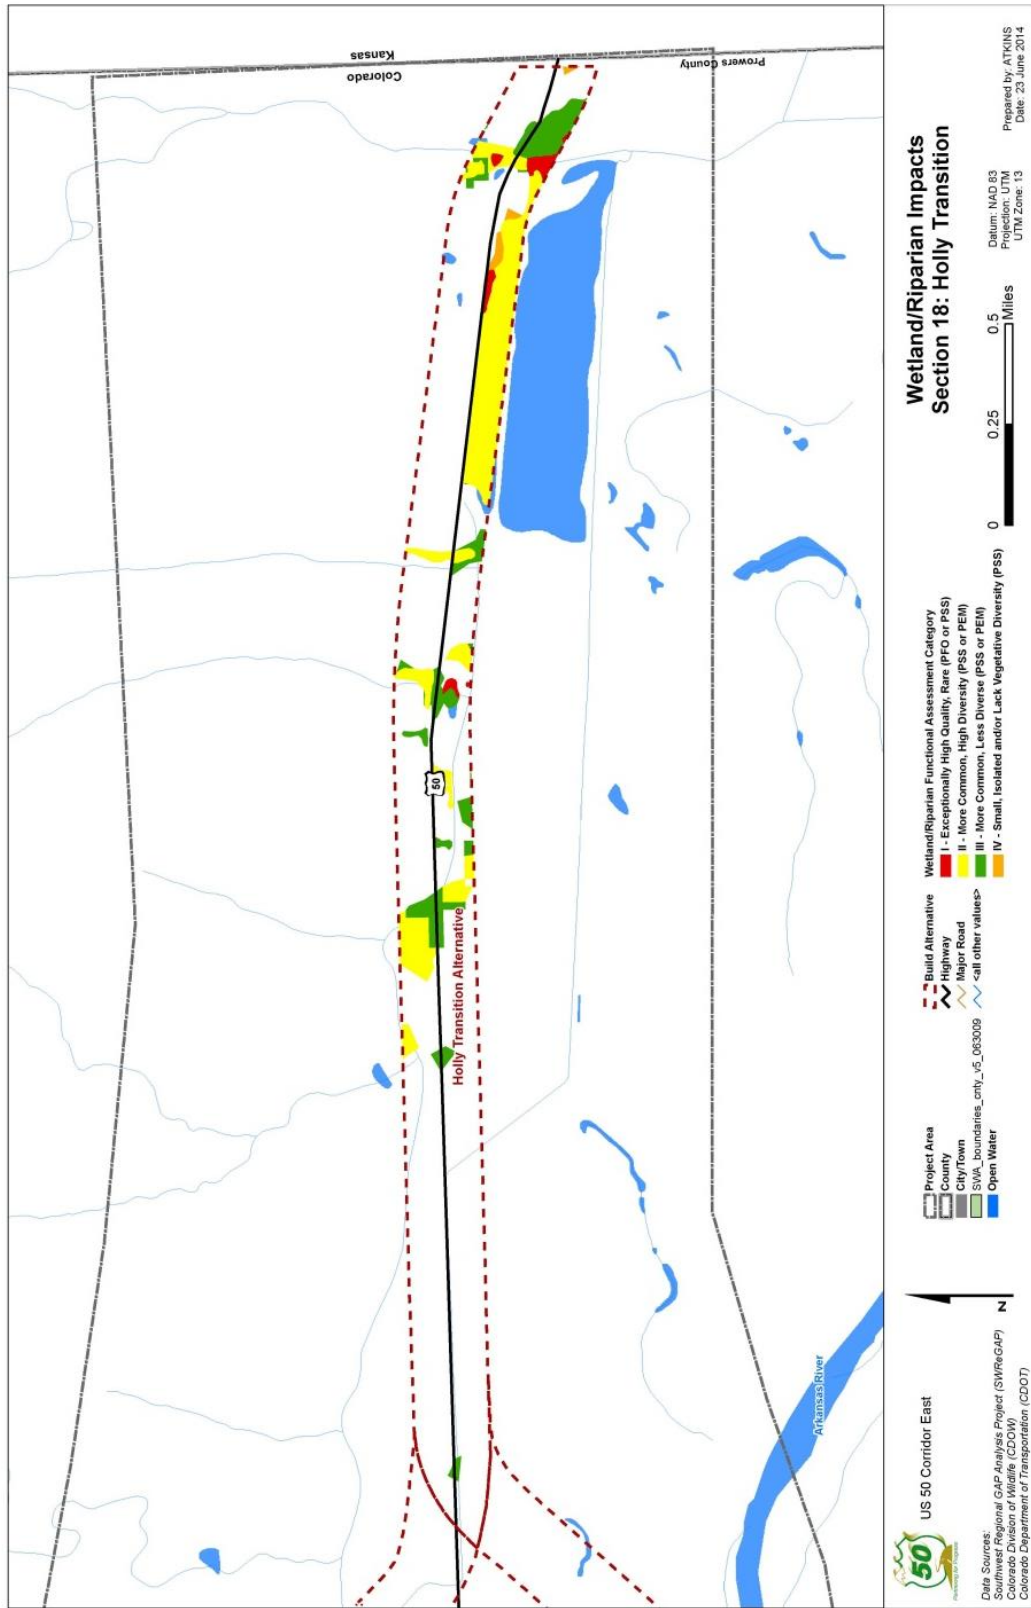 Kansas
Colorado
Prowers County
50
Holly Transition Alternative
Arkansas River
50
Partnering for Progress
US 50 Corridor East
Data Sources:
Southwest Regional GAP Analysis Project (SWReGAP)
Colorado Division of Wildlife (CDOW)
Colorado Department of Transportation (CDOT)
N
Project Area
County
City/Town
SWA_boundaries_cnty_v5_063009
Open Water
Build Alternative
Highway
Major Road
<all other values>
Wetland/Riparian Functional Assessment Category
I - Exceptionally High Quality, Rare (PFO or PSS)
II - More Common, High Diversity (PSS or PEM)
III - More Common, Less Diverse (PSS or PEM)
IV - Small, Isolated and/or Lack Vegetative Diversity (PSS)
0 0.25 0.5
Miles
Wetland/Riparian Impacts
Section 18: Holly Transition
Datum: NAD 83
Projection: UTM
UTM Zone: 13
Prepared by: ATKINS
Date: 23 June 2014